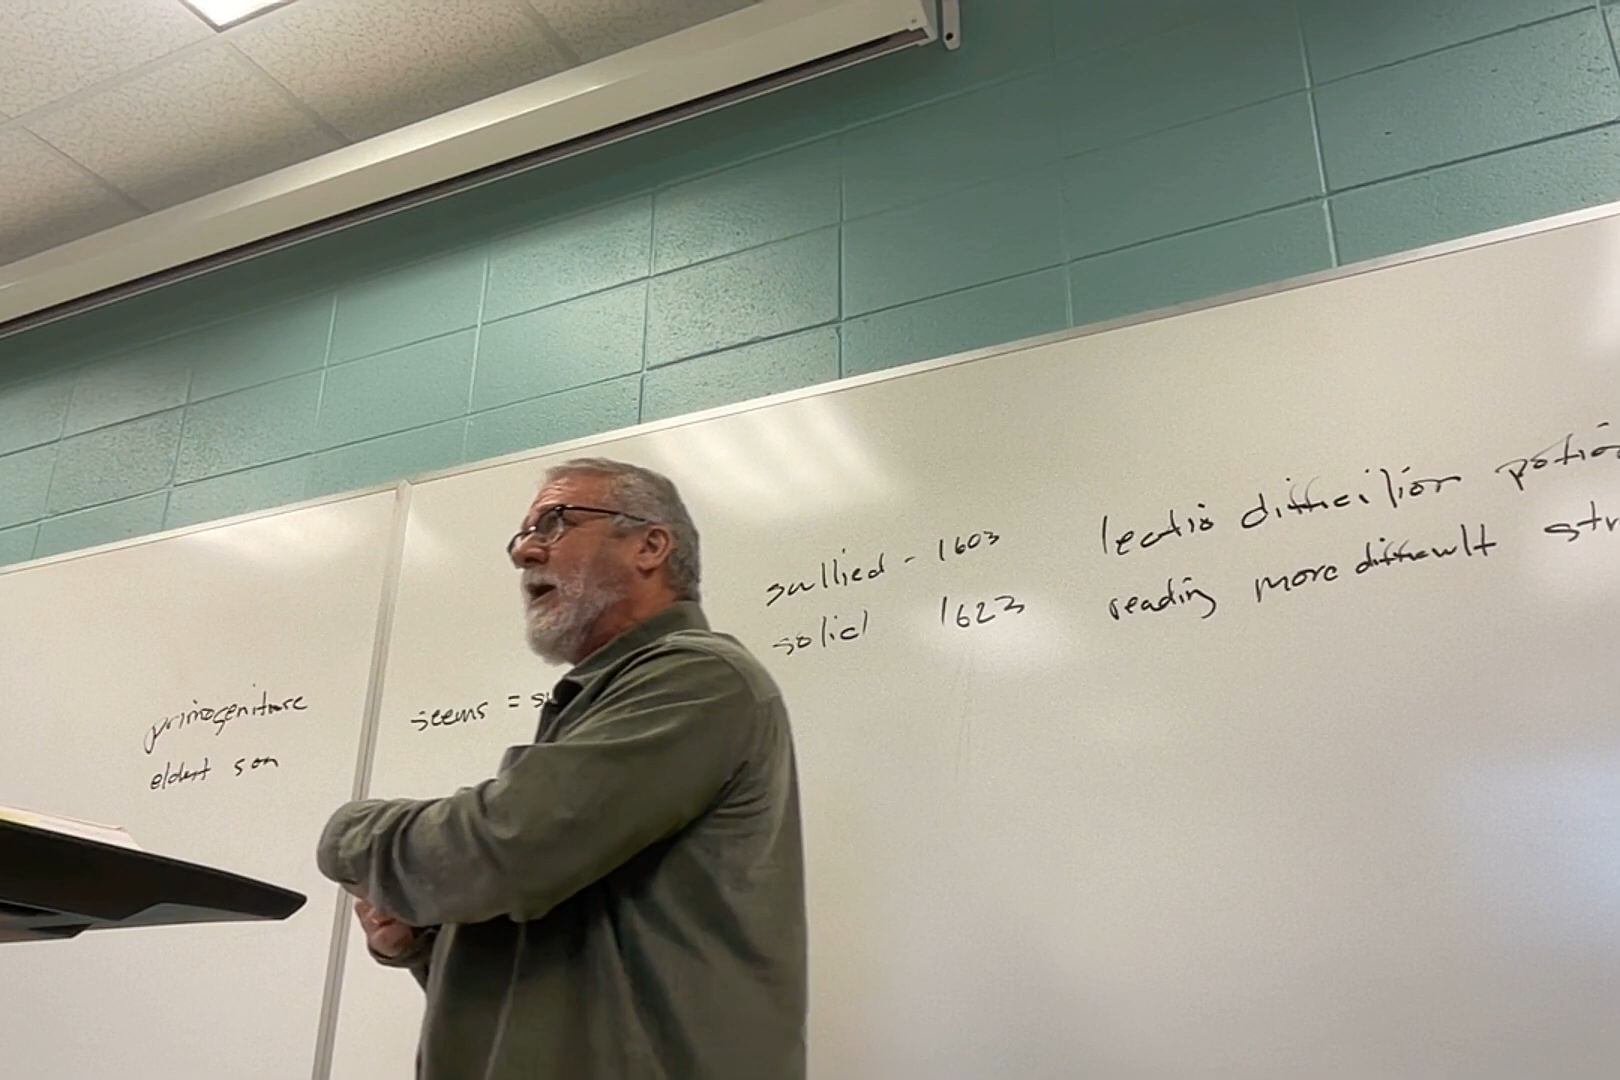 primogeniture
eldest son
seems =
sullied - 1603
solid 1623
lectio difficilior
reading more difficult